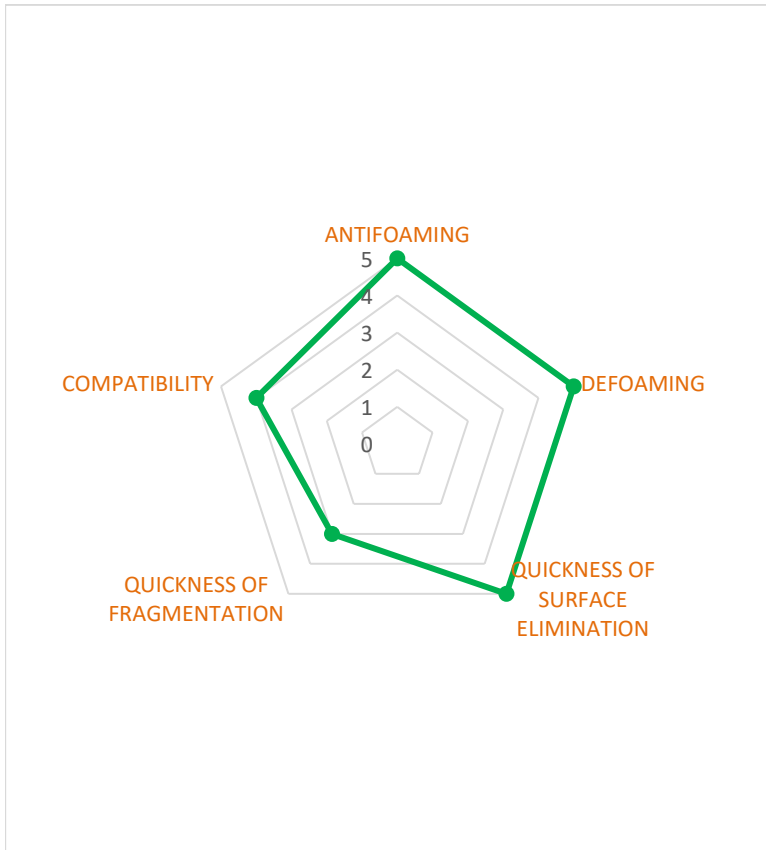 ANTIFOAMING
5
4
3
2
1
0
DEFOAMING
QUICKNESS OF
SURFACE
ELIMINATION
QUICKNESS OF
FRAGMENTATION
COMPATIBILITY